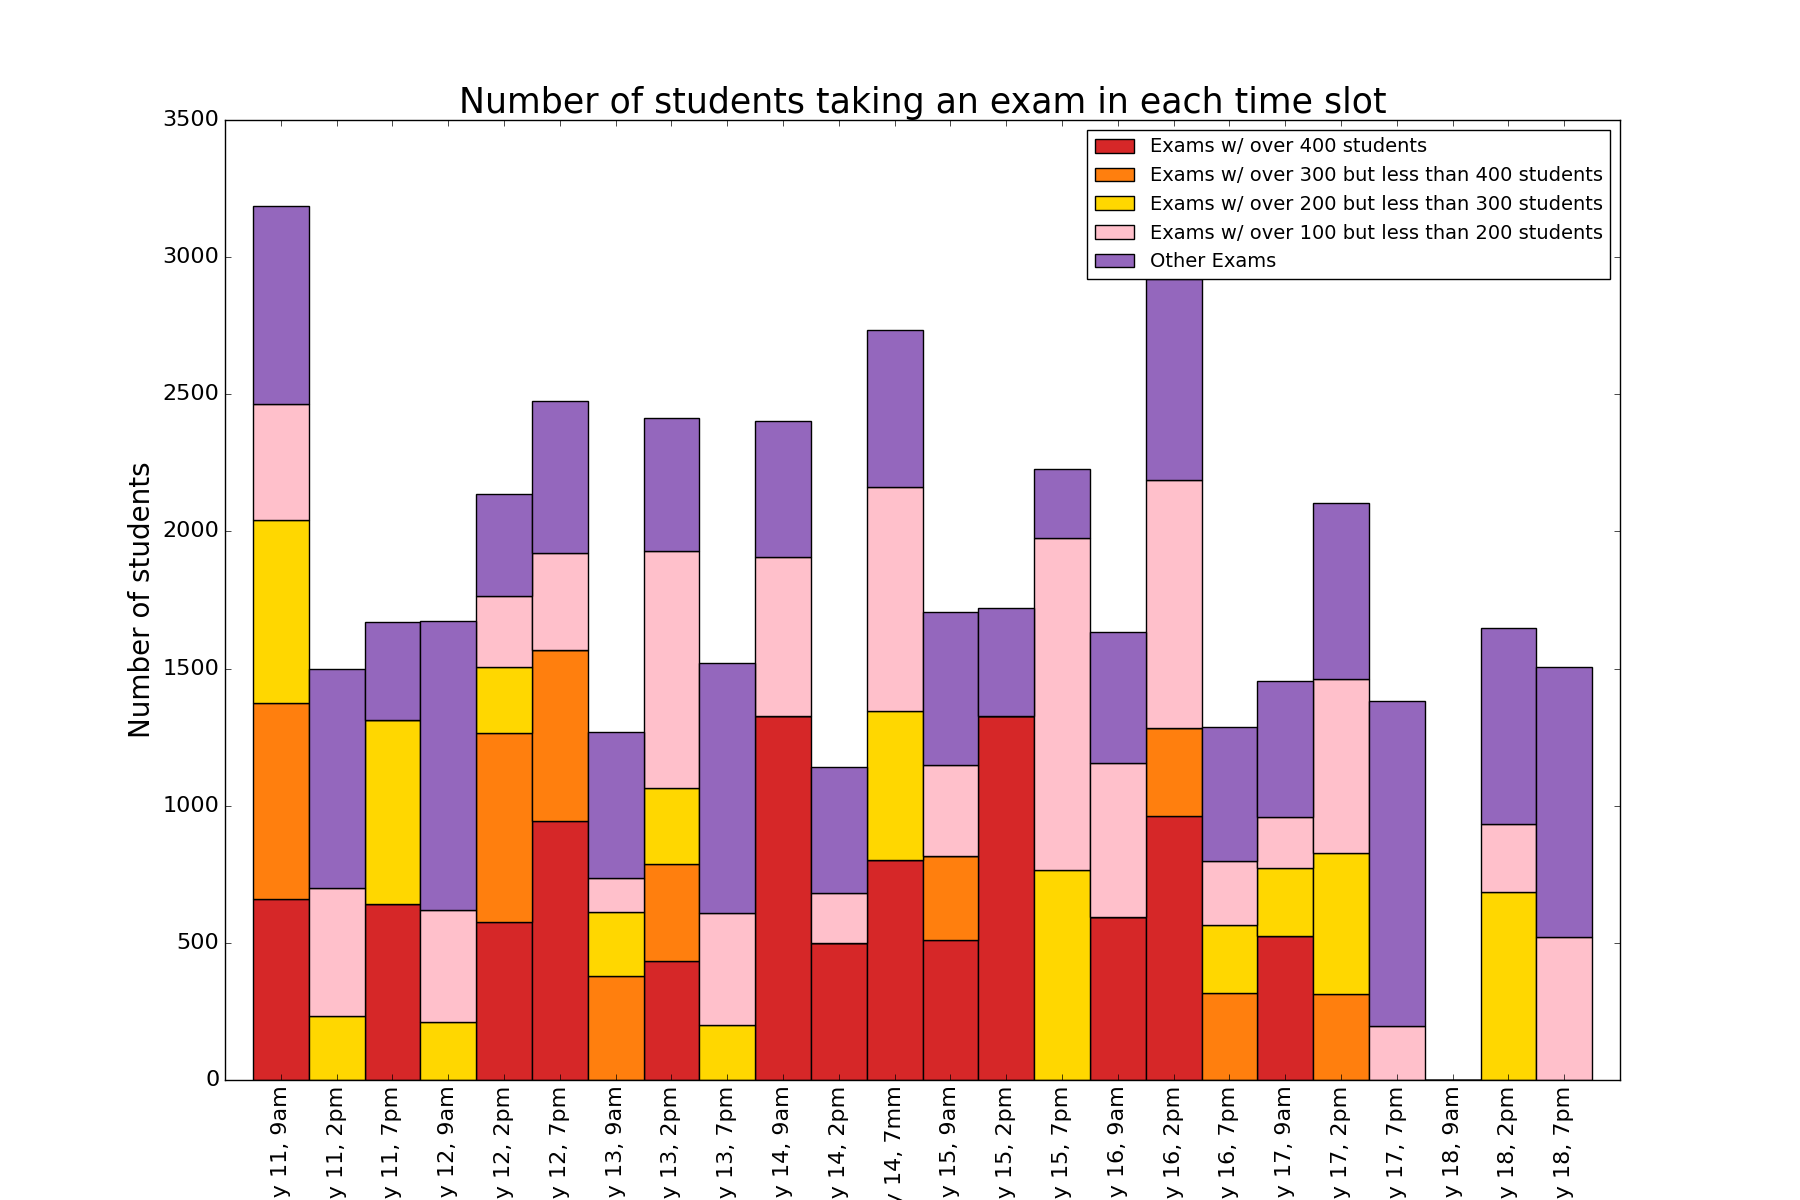 Number of students taking an exam in each time slot
Exams w/ over 400 students
Exams w/ over 300 but less than 400 students
Exams w/ over 200 but less than 300 students
Exams w/ over 100 but less than 200 students
Other Exams
Number of students
3500
3000
2500
2000
1500
1000
500
0
y 11, 9am
y 11, 2pm
y 11, 7pm
y 12, 9am
y 12, 2pm
y 12, 7pm
y 13, 9am
y 13, 2pm
y 13, 7pm
y 14, 9am
y 14, 2pm
y 14, 7mm
y 15, 9am
y 15, 2pm
y 15, 7pm
y 16, 9am
y 16, 2pm
y 16, 7pm
y 17, 9am
y 17, 2pm
y 17, 7pm
y 18, 9am
y 18, 2pm
y 18, 7pm